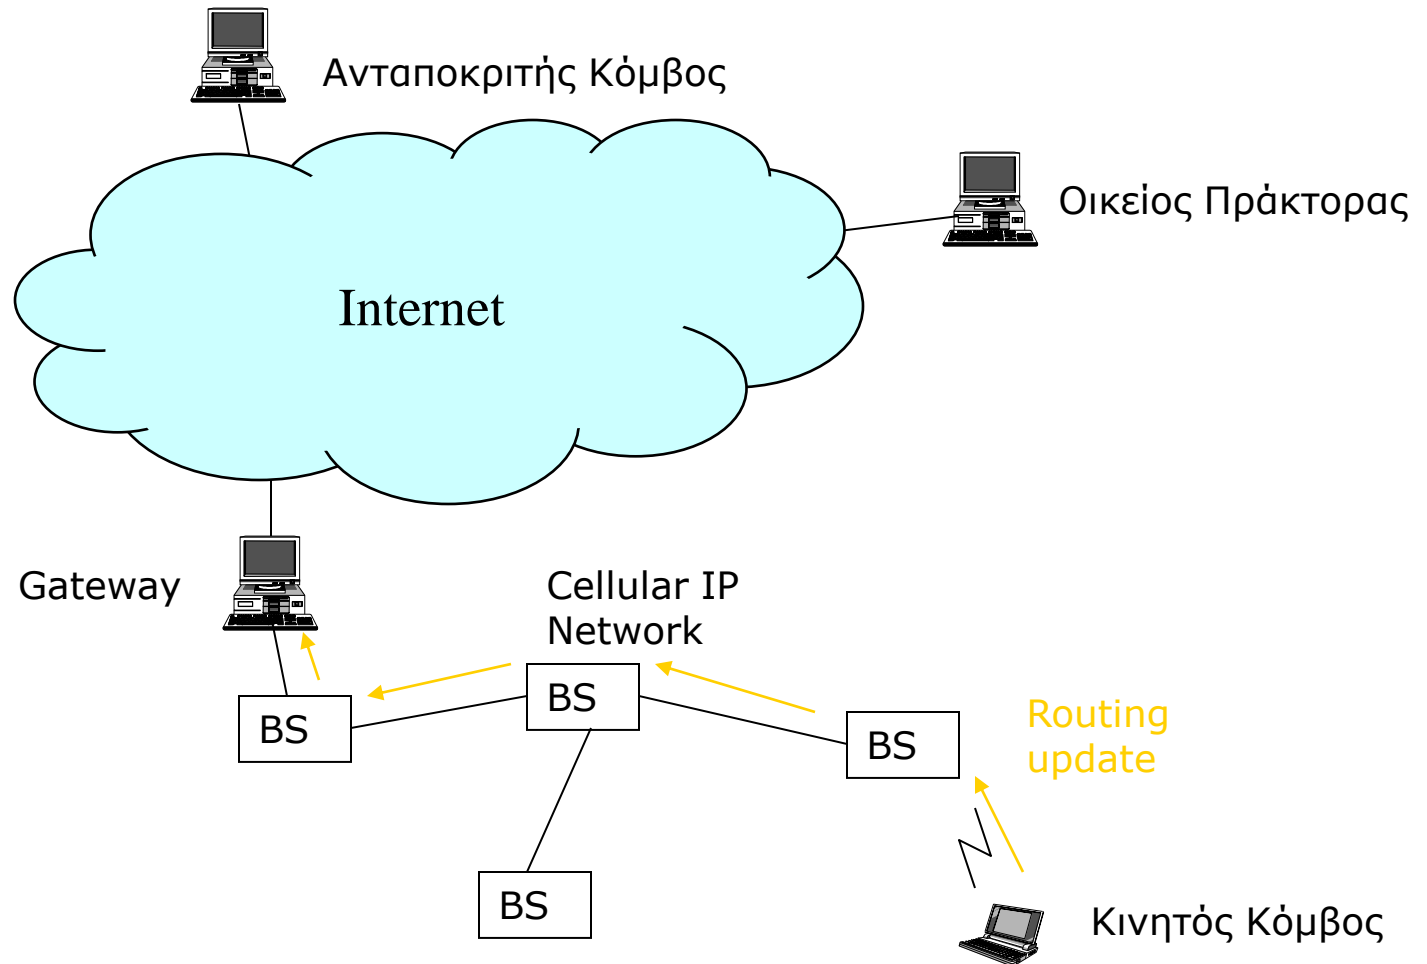 Ανταποκριτής Κόμβος
Οικείος Πράκτορας
Internet
Gateway
Cellular IP
Network
BS
BS
BS
Routing
update
BS
Κινητός Κόμβος